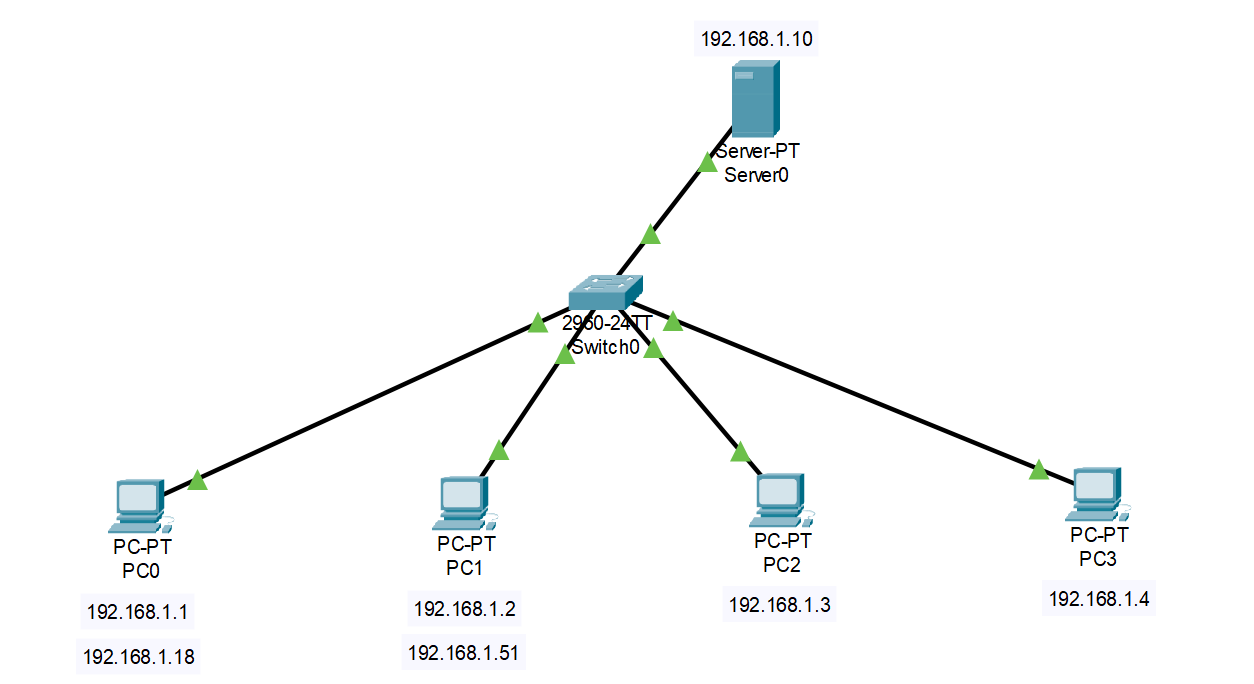 192.168.1.10
Server-PT
Server0
2960-24TT
Switch0
PC-PT
PC0
192.168.1.1
192.168.1.18
PC-PT
PC1
192.168.1.2
192.168.1.51
PC-PT
PC2
192.168.1.3
PC-PT
PC3
192.168.1.4